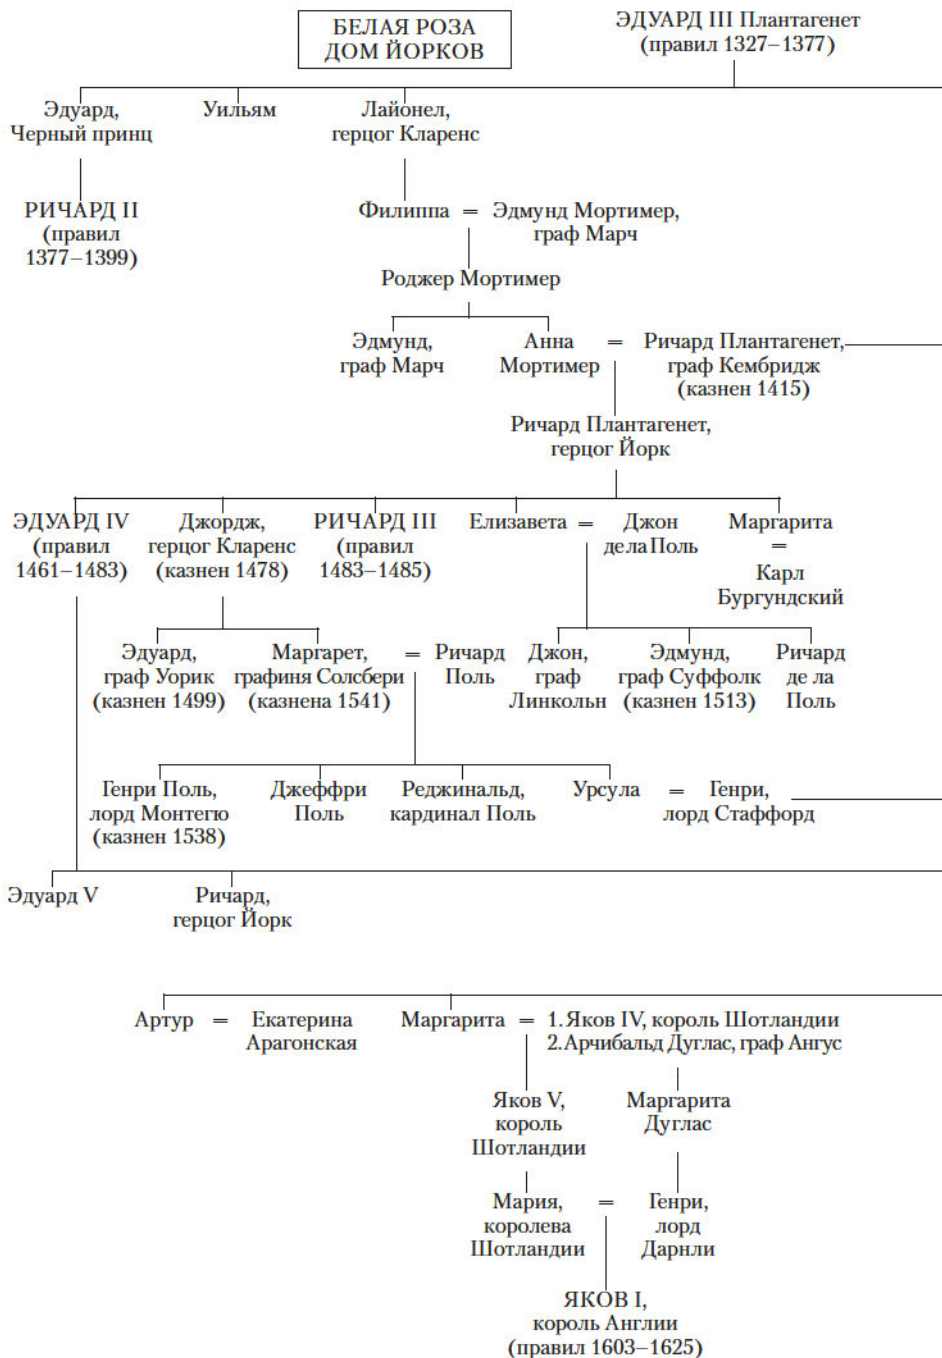 БЕЛАЯ РОЗА
ДОМ ЙОРКОВ
ЭДУАРД III Плантагенет
(правил 1327–1377)
Эдуард,
Черный принц
Уильям
Лайонел,
герцог Кларенс
РИЧАРД II
(правил
1377–1399)
Филиппа = Эдмунд Мортимер,
граф Марч
Роджер Мортимер
Эдмунд,
граф Марч
Анна
Мортимер
=
Ричард Плантагенет,
граф Кембридж
(казнен 1415)
Ричард Плантагенет,
герцог Йорк
ЭДУАРД IV
(правил
1461–1483)
Джордж,
герцог Кларенс
(казнен 1478)
РИЧАРД III
(правил
1483–1485)
Елизавета =
Джон
де ла Поль
Маргарита
=
Карл
Бургундский
Эдуард,
граф Уорик
(казнен 1499)
Маргарет,
графиня Солсбери
(казнена 1541)
=
Ричард
Поль
Джон,
граф
Линкольн
Эдмунд,
граф Суффолк
(казнен 1513)
Ричард
де ла
Поль
Генри Поль,
лорд Монтегю
(казнен 1538)
Джеффри
Поль
Реджинальд,
кардинал Поль
Урсула
=
Генри,
лорд Стаффорд
Эдуард V
Ричард,
герцог Йорк
Артур =
Екатерина
Арагонская
Маргарита =
1. Яков IV, король Шотландии
2. Арчибальд Дуглас, граф Ангус
Яков V,
король
Шотландии
Маргарита
Дуглас
Мария,
королева
Шотландии
=
Генри,
лорд
Дарнли
ЯКОВ I,
король Англии
(правил 1603–1625)